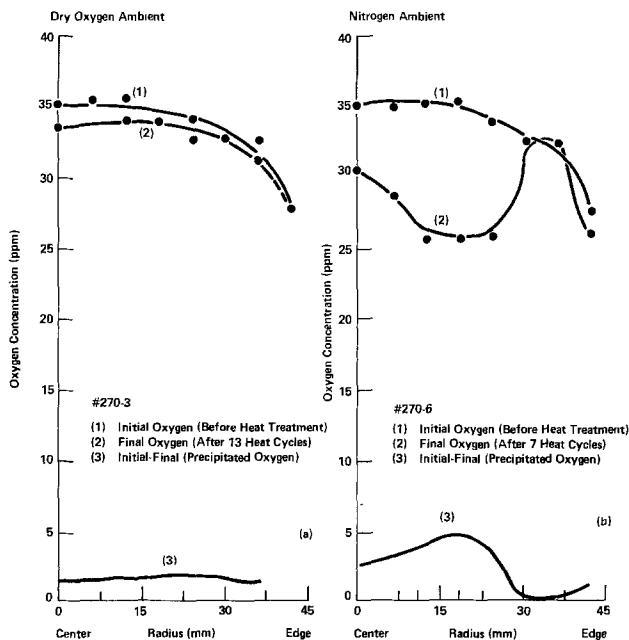 Dry Oxygen Ambient
40
35
30
25
20
15
10
5
0
Oxygen Concentration (ppm)
(1)
(2)
#270-3
(1) Initial Oxygen (Before Heat Treatment)
(2) Final Oxygen (After 13 Heat Cycles)
(3) Initial-Final (Precipitated Oxygen)
(a)
(3)
0 15 30 45
Center Radius (mm) Edge
Nitrogen Ambient
40
35
30
25
20
15
10
5
0
Oxygen Concentration (ppm)
(1)
(2)
#270-6
(1) Initial Oxygen (Before Heat Treatment)
(2) Final Oxygen (After 7 Heat Cycles)
(3) Initial-Final (Precipitated Oxygen)
(3)
(b)
0 15 30 45
Center Radius (mm) Edge